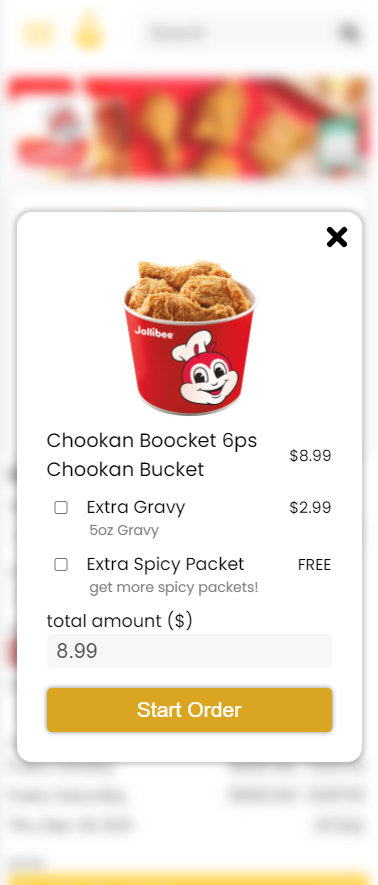 Search
Jollibee
Chookan Boocket 6ps
Chookan Bucket
$8.99
Extra Gravy
$2.99
5oz Gravy
Extra Spicy Packet
FREE
get more spicy packets!
total amount ($)
8.99
Start Order